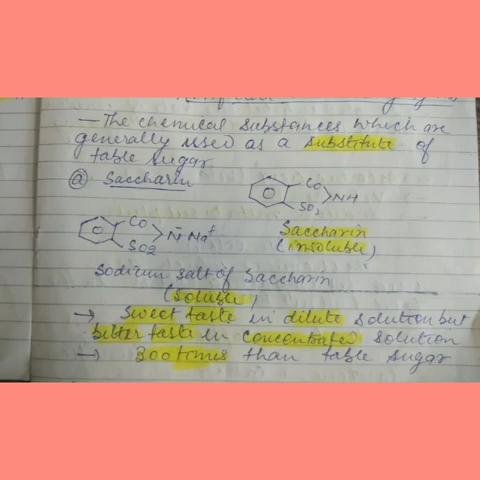 — The chemical substances which are
generally used as a substitute of
table sugar
ⓐ Saccharin
CO
NH
SO2
CO
N̄ Na+
SO2
Saccharin
(insoluble)
Sodium salt of Saccharin
(soluble)
→ Sweet taste in dilute solution but
bitter taste in concentrated solution
→ 300 times than table sugar